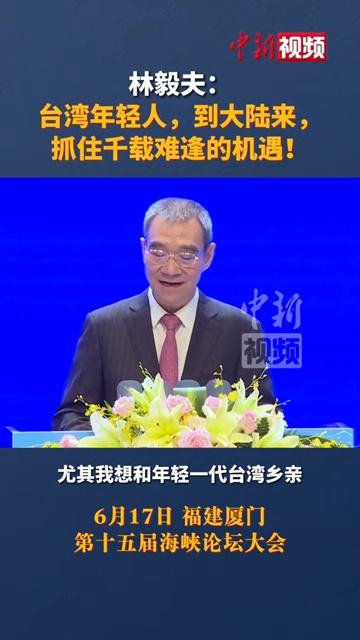 中新视频
林毅夫：
台湾年轻人，到大陆来，
抓住千载难逢的机遇！
中新
视频
尤其我想和年轻一代台湾乡亲
6月17日 福建厦门
第十五届海峡论坛大会